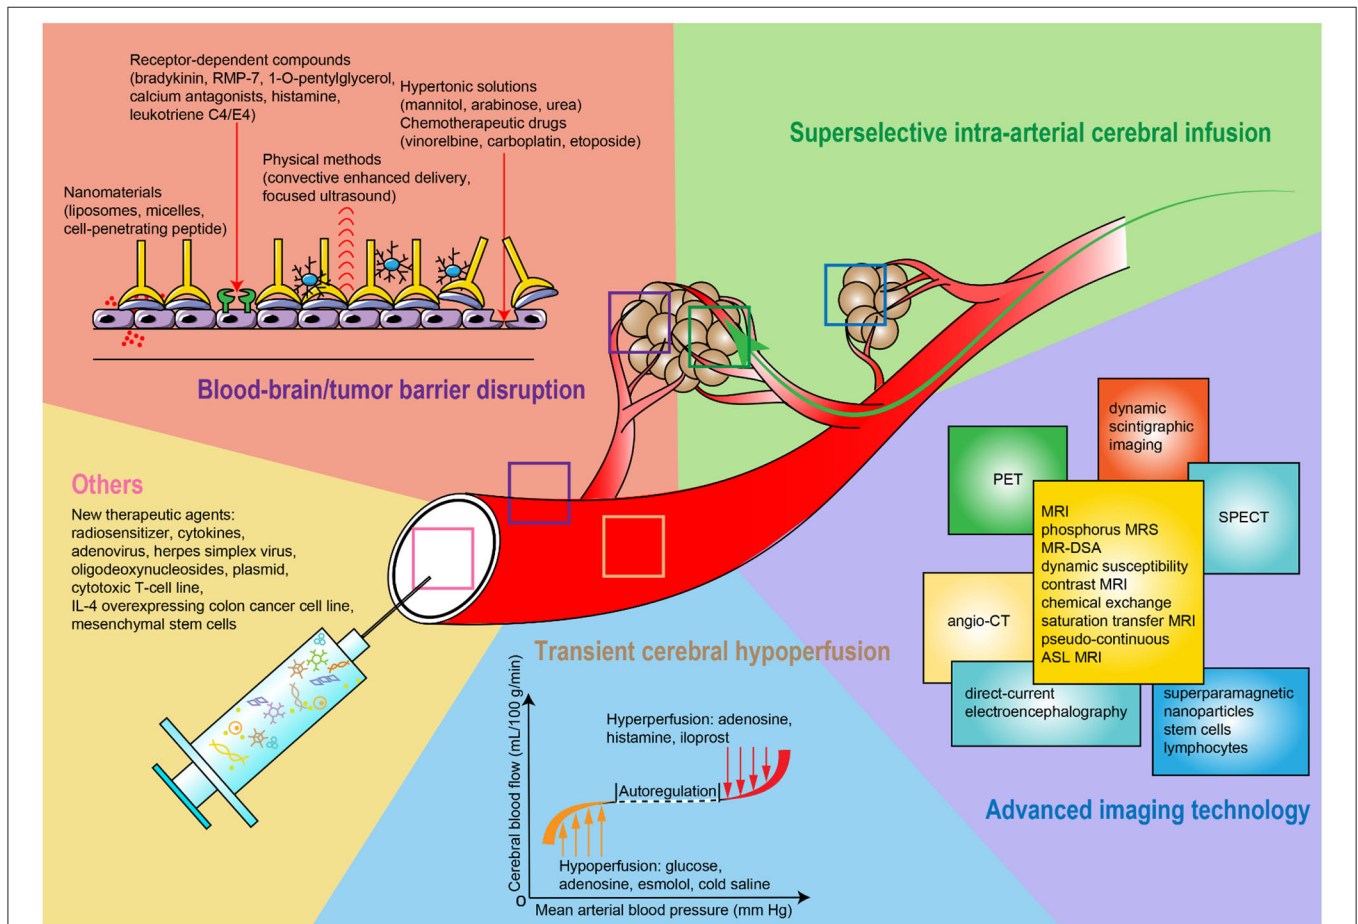 Receptor-dependent compounds
(bradykinin, RMP-7, 1-O-pentylglycerol,
calcium antagonists, histamine,
leukotriene C4/E4)
Hypertonic solutions
(mannitol, arabinose, urea)
Chemotherapeutic drugs
(vinorelbine, carboplatin, etoposide)
Physical methods
(convective enhanced delivery,
focused ultrasound)
Nanomaterials
(liposomes, micelles,
cell-penetrating peptide)
Blood-brain/tumor barrier disruption
Superselective intra-arterial cerebral infusion
Others
New therapeutic agents:
radiosensitizer, cytokines,
adenovirus, herpes simplex virus,
oligodeoxynucleosides, plasmid,
cytotoxic T-cell line,
IL-4 overexpressing colon cancer cell line,
mesenchymal stem cells
Transient cerebral hypoperfusion
Cerebral blood flow (mL/100 g/min)
Hyperperfusion: adenosine,
histamine, iloprost
Autoregulation
Hypoperfusion: glucose,
adenosine, esmolol, cold saline
O
Mean arterial blood pressure (mm Hg)
dynamic
scintigraphic
imaging
PET
SPECT
MRI
phosphorus MRS
MR-DSA
dynamic susceptibility
contrast MRI
chemical exchange
saturation transfer MRI
pseudo-continuous
ASL MRI
angio-CT
direct-current
electroencephalography
superparamagnetic
nanoparticles
stem cells
lymphocytes
Advanced imaging technology